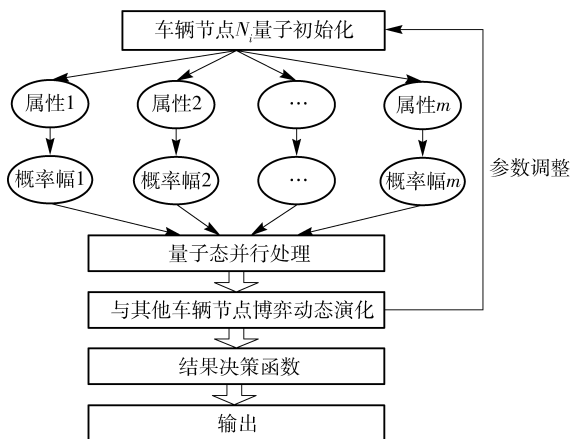 车辆节点Ni量子初始化
属性1
属性2
…
属性m
概率幅1
概率幅2
…
概率幅m
参数调整
量子态并行处理
与其他车辆节点博弈动态演化
结果决策函数
输出